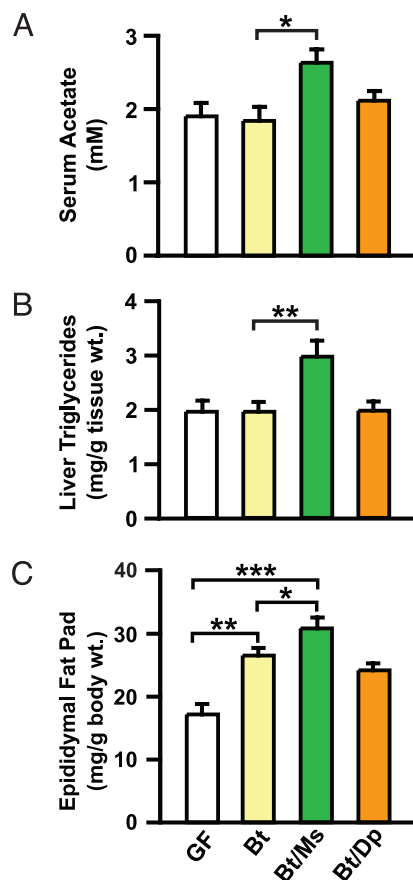 A
Serum Acetate
(mM)
3
2
1
0
*
B
Liver Triglycerides
(mg/g tissue wt.)
4
3
2
1
0
**
C
Epididymal Fat Pad
(mg/g body wt.)
40
30
20
10
0
***
**
*
GF
Bt
Bt/Ms
Bt/Dp